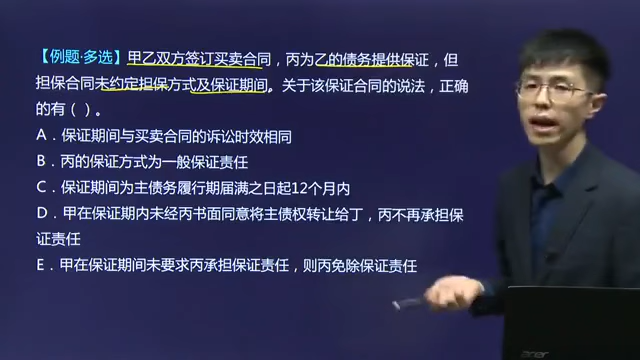 【例题·多选】甲乙双方签订买卖合同，丙为乙的债务提供保证，但
担保合同未约定担保方式及保证期间。关于该保证合同的说法，正确
的有（ ）。
A．保证期间与买卖合同的诉讼时效相同
B．丙的保证方式为一般保证责任
C．保证期间为主债务履行期届满之日起12个月内
D．甲在保证期内未经丙书面同意将主债权转让给丁，丙不再承担保
证责任
E．甲在保证期间未要求丙承担保证责任，则丙免除保证责任
acer